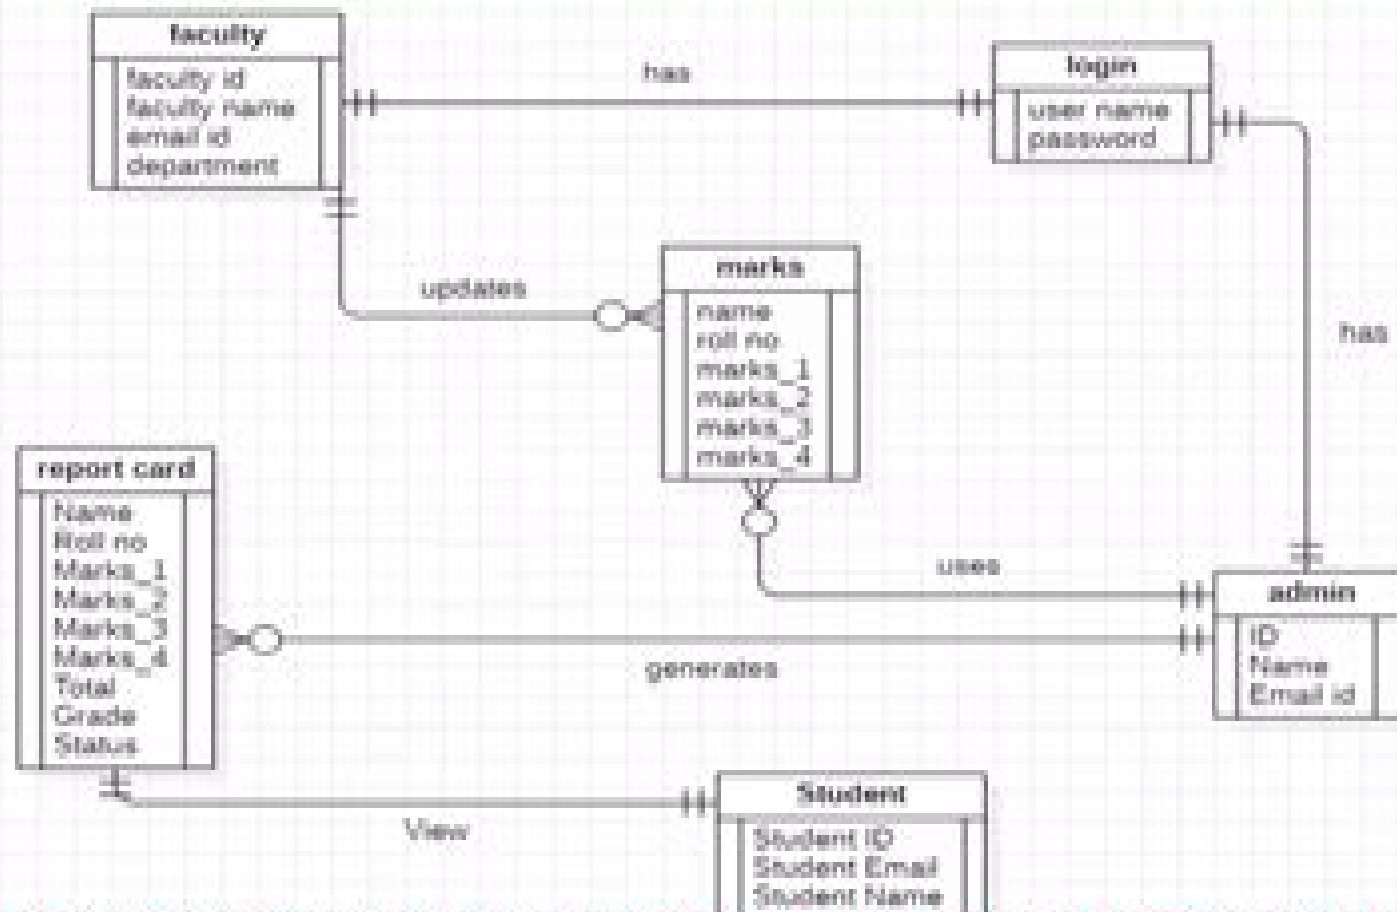 faculty
faculty id
faculty name
email id
department
has
login
user name
password
updates
marks
name
roll no
marks_1
marks_2
marks_3
marks_4
has
report card
Name
Roll no
Marks_1
Marks_2
Marks_3
Marks_4
Total
Grade
Status
uses
generates
admin
ID
Name
Email id
View
Student
Student ID
Student Email
Student Name